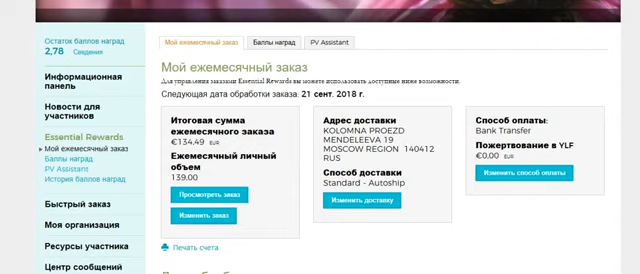 Остаток баллов наград
2,78 Сведения
Информационная
панель
Новости для
участников
Essential Rewards
Мой ежемесячный заказ
Баллы наград
PV Assistant
История баллов наград
Быстрый заказ
Моя организация
Ресурсы участника
Центр сообщений
Мой ежемесячный заказ
Баллы наград
PV Assistant
Мой ежемесячный заказ
Для управления заказами Essential Rewards вы можете использовать доступные ниже возможности.
Следующая дата обработки заказа: 21 сент. 2018 г.
Итоговая сумма
ежемесячного заказа
€134,49 EUR
Ежемесячный личный
объем
139,00
Просмотреть заказ
Изменить заказ
Адрес доставки
KOLOMNA PROEZD
MENDELEEVA 19
MOSCOW REGION 140412
RUS
Способ доставки
Standard - Autoship
Изменить доставку
Способ оплаты:
Bank Transfer
Пожертвование в YLF
€0,00 EUR
Изменить способ оплаты
Печать счета